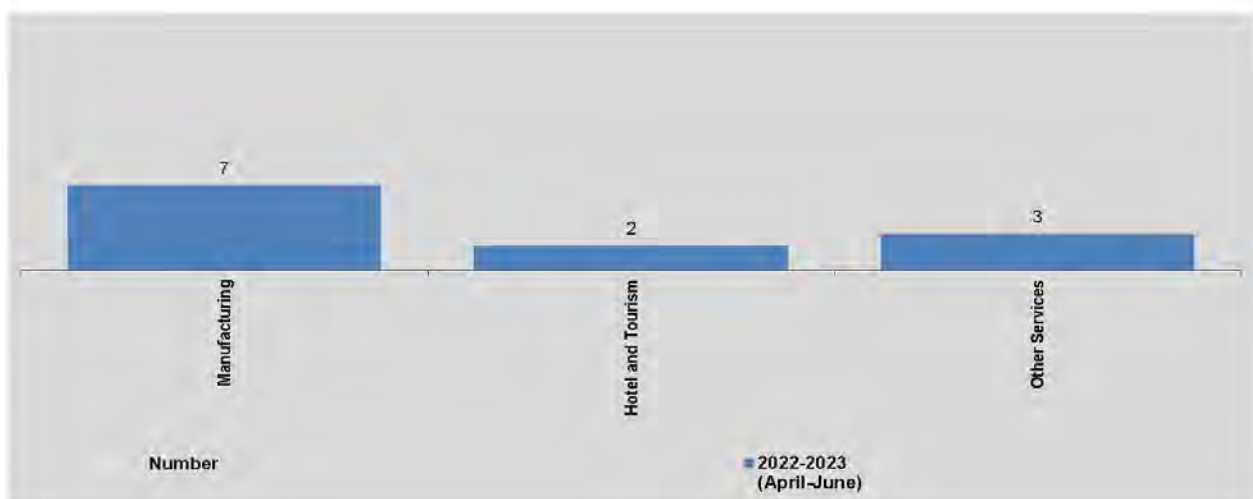 7
2
3
Manufacturing
Hotel and Tourism
Other Services
Number
2022-2023
(April-June)